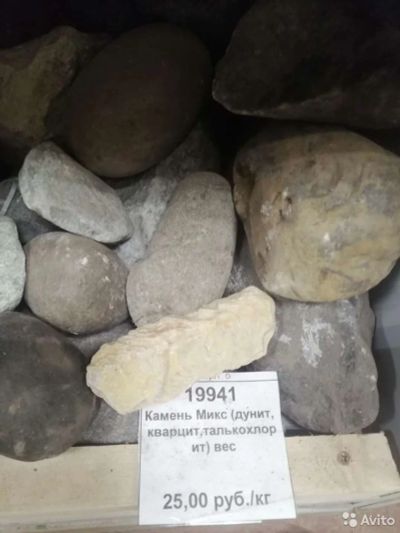 19941
Камень Микс (дунит,
кварцит,талькохлор
ит) вес
25,00 руб./кг
Avito